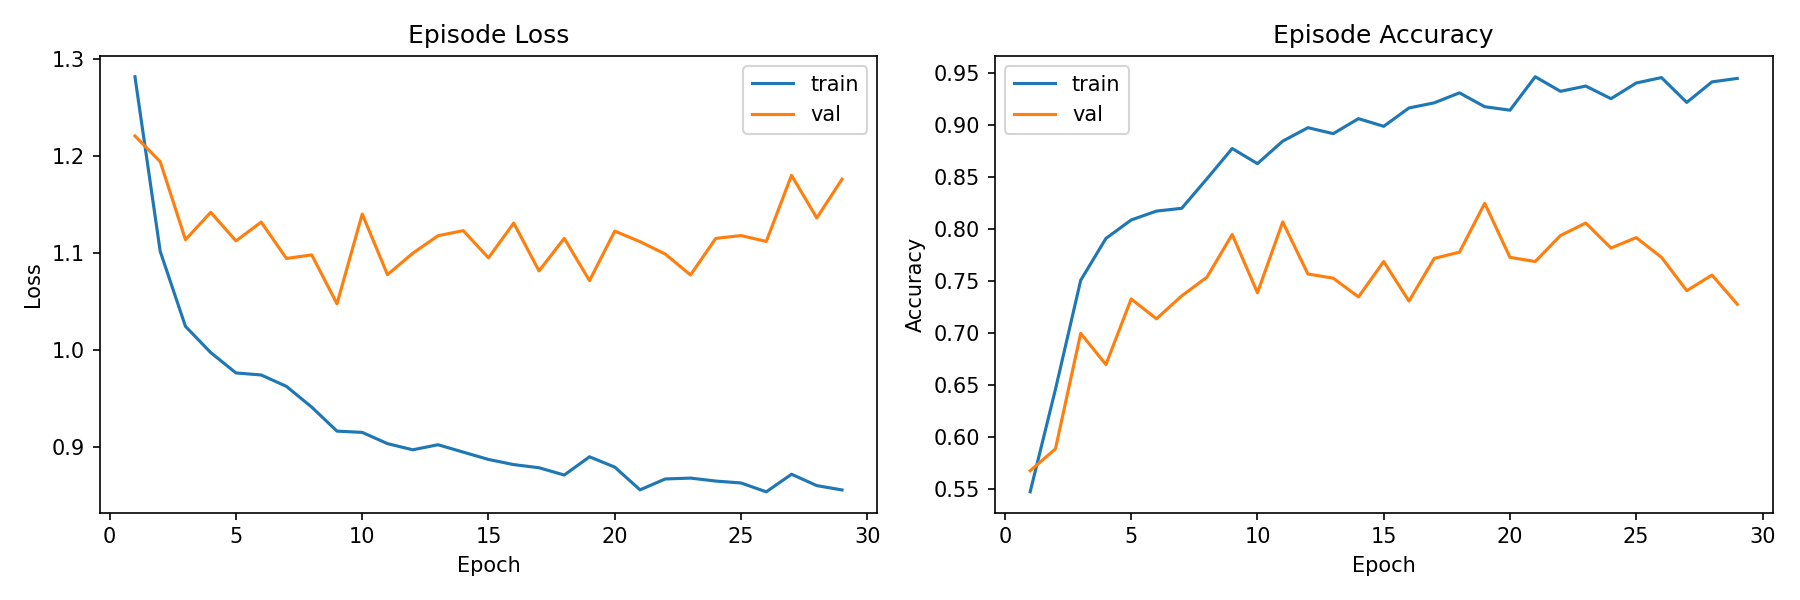 Episode Loss
1.3
1.2
1.1
1.0
0.9
Loss
train
val
0 5 10 15 20 25 30
Epoch
Episode Accuracy
0.95
0.90
0.85
0.80
0.75
0.70
0.65
0.60
0.55
Accuracy
train
val
0 5 10 15 20 25 30
Epoch